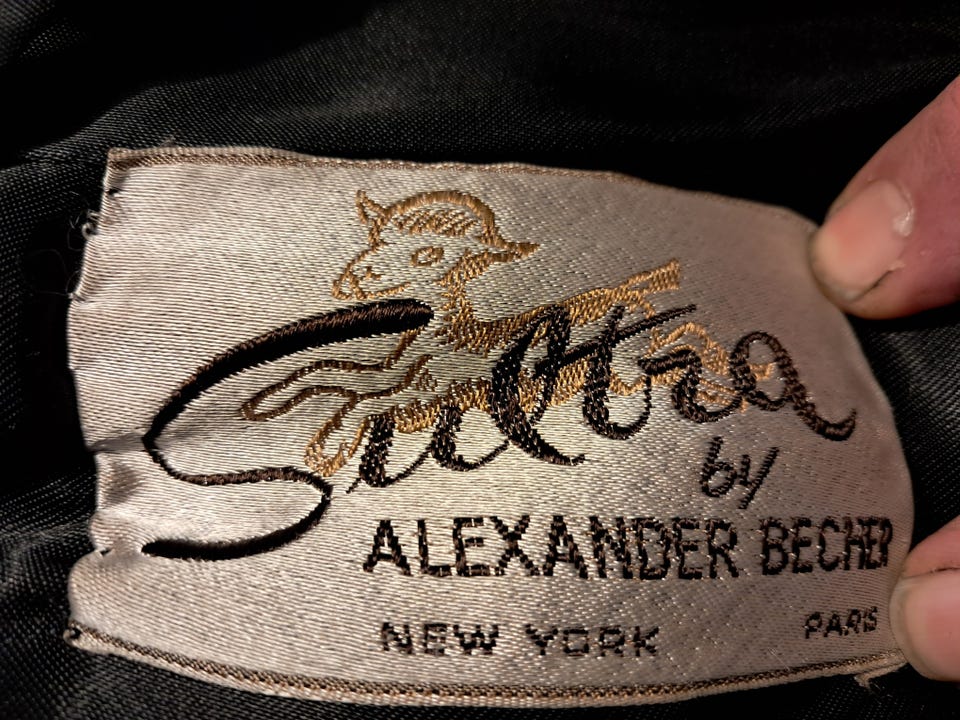 Sultra
by
ALEXANDER BECHER
NEW YORK PARIS